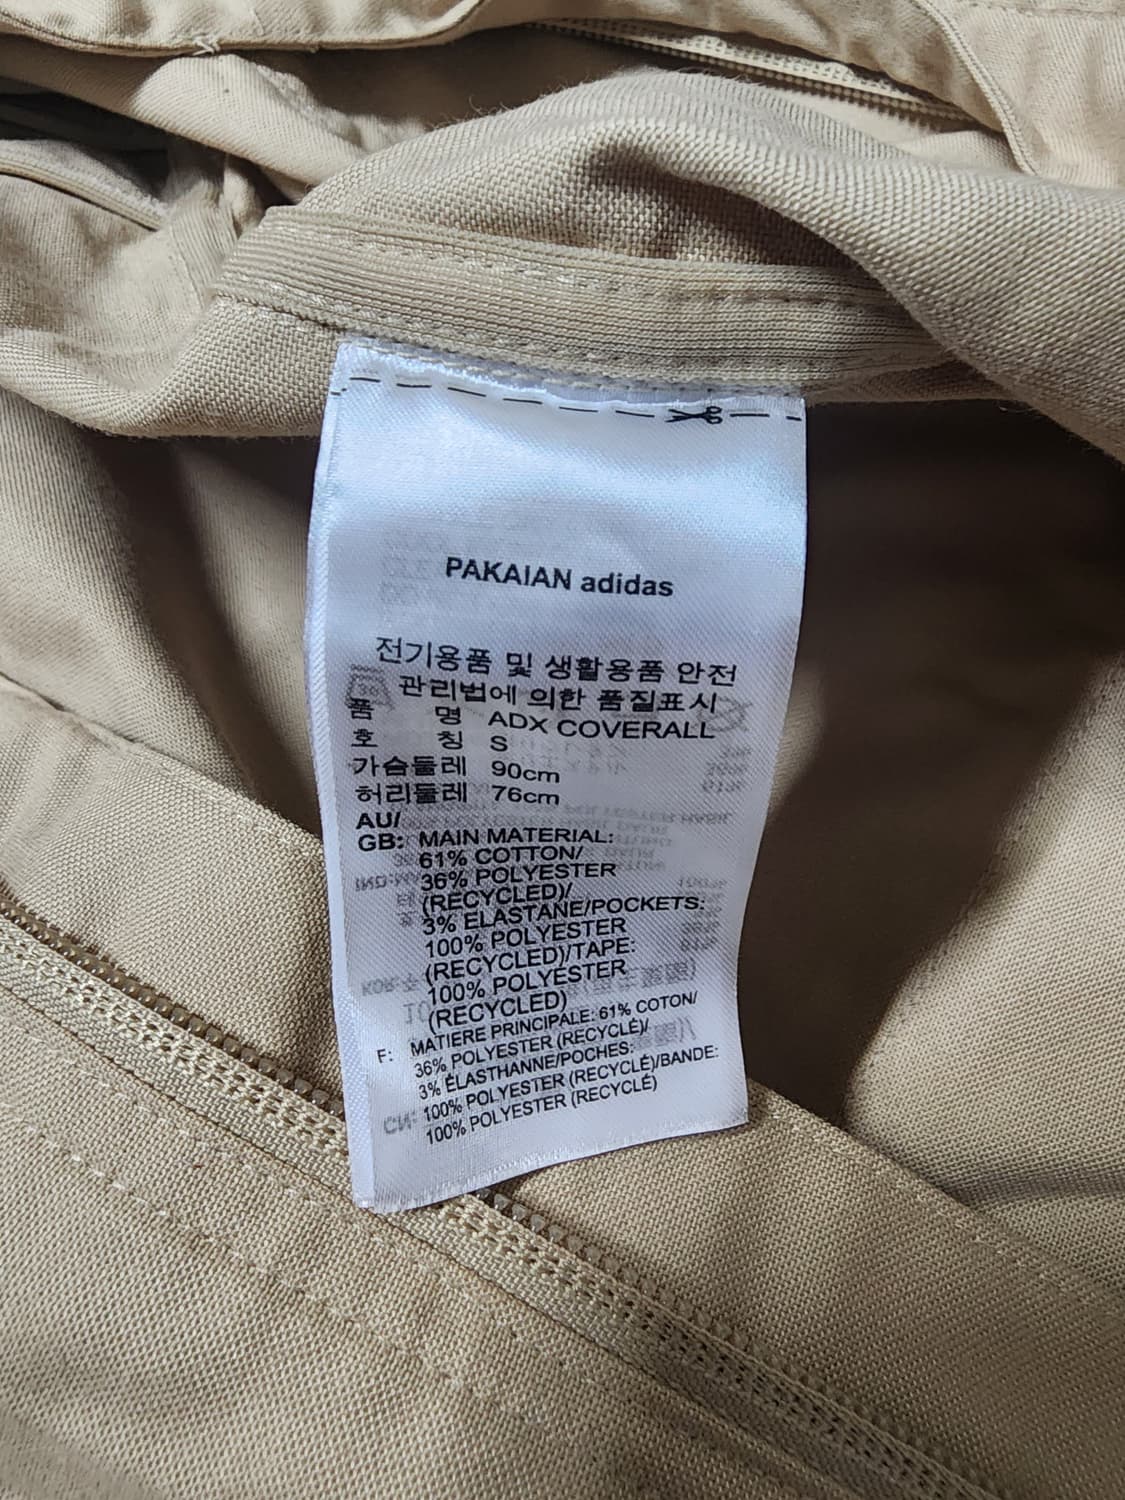 PAKAIAN adidas
전기용품 및 생활용품 안전
관리법에 의한 품질표시
품 명 ADX COVERALL
호 칭 S
가슴둘레 90cm
허리둘레 76cm
AU/
GB: MAIN MATERIAL:
61% COTTON/
36% POLYESTER
(RECYCLED)/
3% ELASTANE/POCKETS:
100% POLYESTER
(RECYCLED)/TAPE:
100% POLYESTER
(RECYCLED)
F: MATIERE PRINCIPALE: 61% COTON/
36% POLYESTER (RECYCLÉ)/
3% ÉLASTHANNE/POCHES:
100% POLYESTER (RECYCLÉ)/BANDE:
100% POLYESTER (RECYCLÉ)